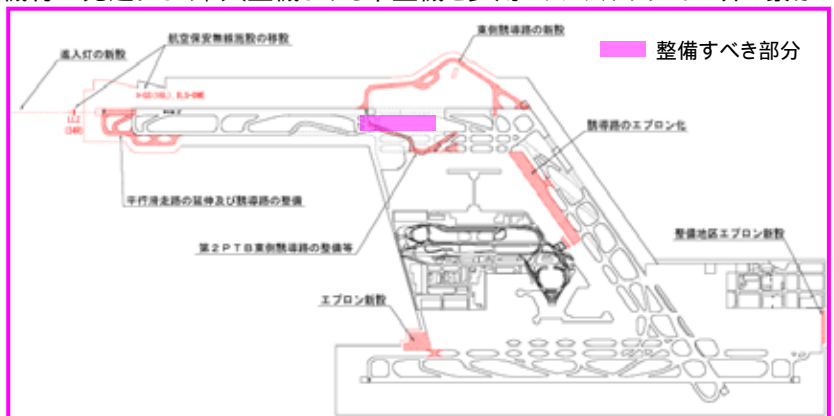 航空保安無線施設の移設
進入灯の新設
東側誘導路の新設
整備すべき部分
誘導路のエプロン化
平行滑走路の延伸及び誘導路の整備
第2PTB東側誘導路の整備等
整備地区エプロン新設
エプロン新設